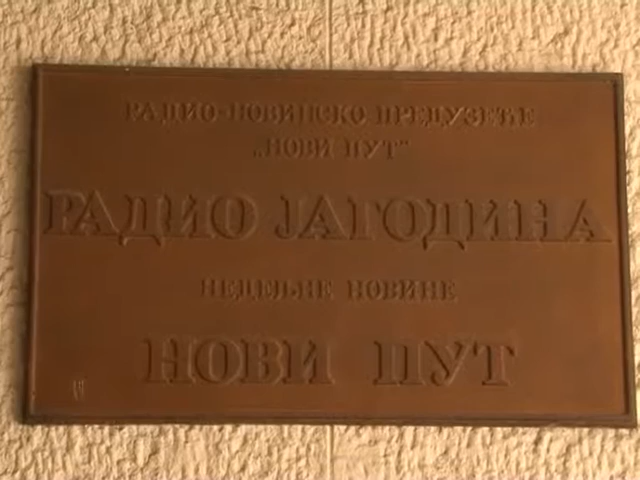 РАДИО-НОВИНСКО ПРЕДУЗЕЋЕ
„НОВИ ПУТ"
РАДИО ЈАГОДИНА
НЕДЕЉНЕ НОВИНЕ
НОВИ ПУТ